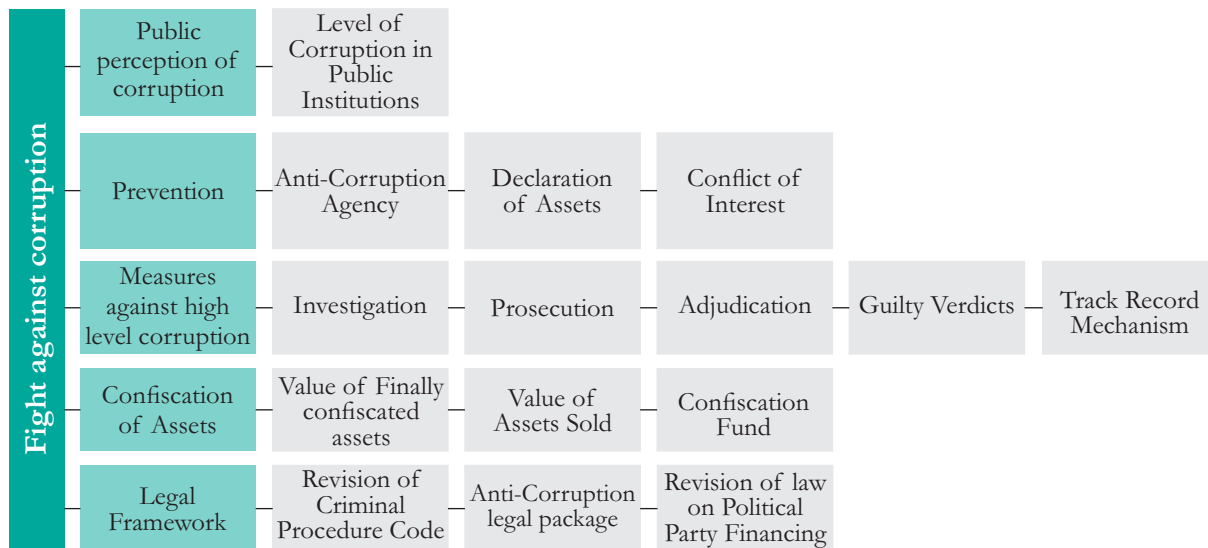 Fight against corruption
Public
perception of
corruption
Level of
Corruption in
Public
Institutions
Prevention
Anti-Corruption
Agency
Declaration
of Assets
Conflict of
Interest
Measures
against high
level corruption
Investigation
Prosecution
Adjudication
Guilty Verdicts
Track Record
Mechanism
Confiscation
of Assets
Value of Finally
confiscated
assets
Value of
Assets Sold
Confiscation
Fund
Legal
Framework
Revision of
Criminal
Procedure Code
Anti-Corruption
legal package
Revision of law
on Political
Party Financing